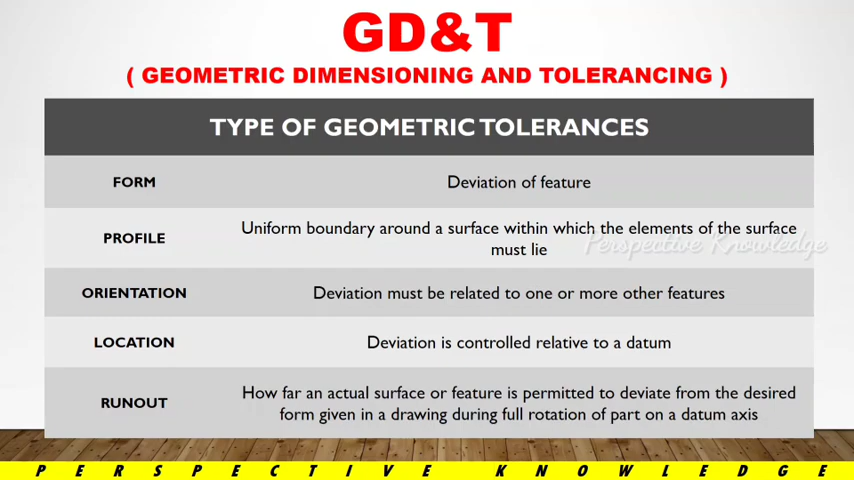 GD&T
( GEOMETRIC DIMENSIONING AND TOLERANCING )
TYPE OF GEOMETRIC TOLERANCES
FORM
Deviation of feature
PROFILE
Uniform boundary around a surface within which the elements of the surface
must lie
Perspective Knowledge
ORIENTATION
Deviation must be related to one or more other features
LOCATION
Deviation is controlled relative to a datum
RUNOUT
How far an actual surface or feature is permitted to deviate from the desired
form given in a drawing during full rotation of part on a datum axis
PERSPECTIVE KNOWLEDGE